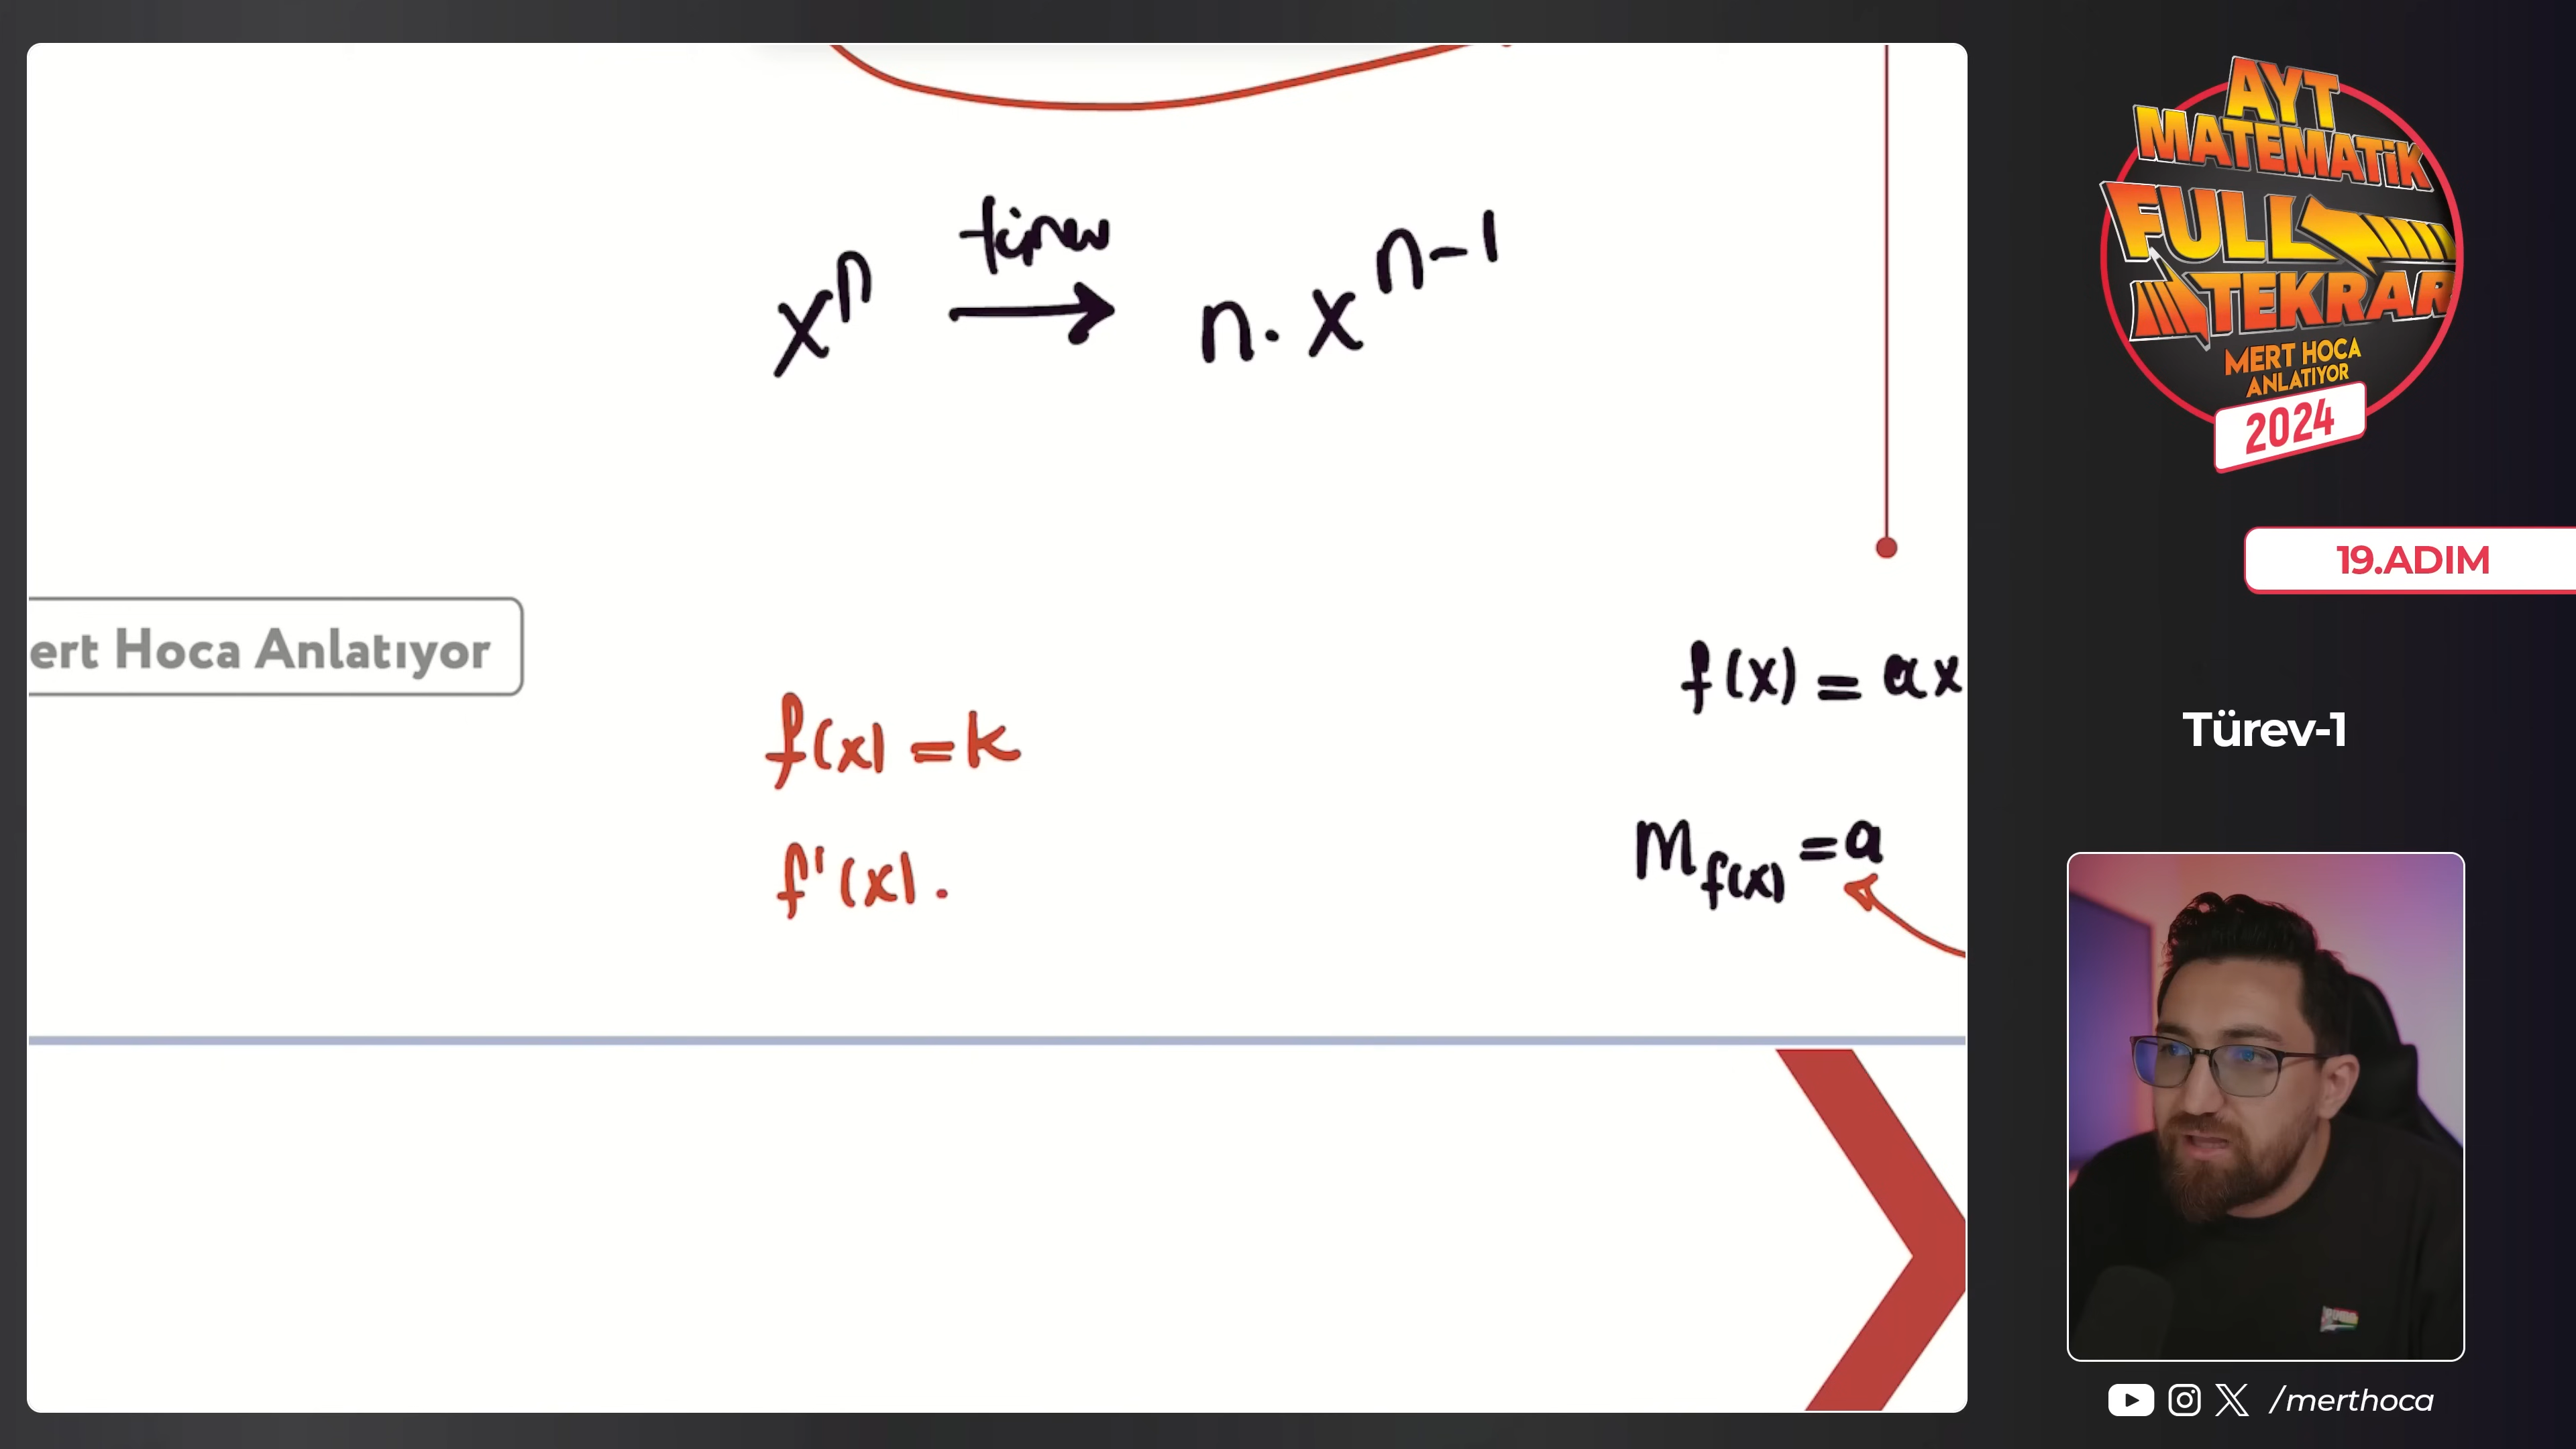 xⁿ türev → n. xⁿ⁻¹
ert Hoca Anlatıyor
f(x) = k
f'(x) .
f(x) = ax
m_f(x) = a
AYT
MATEMATİK
FULL
TEKRAR
MERT HOCA
ANLATIYOR
2024
19.ADIM
Türev-1
/merthoca